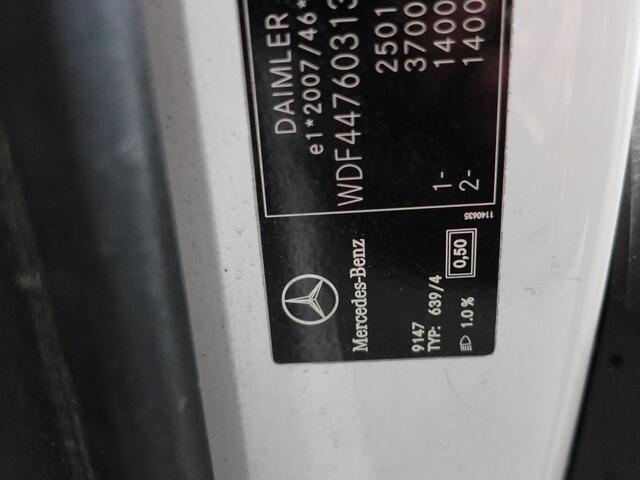 DAIMLER
e1*2007/46*
WDF44760313
2501
3700
1- 1400
2- 1400
1140635
Mercedes-Benz
9147
TYP: 639/4 0,50
1.0 %